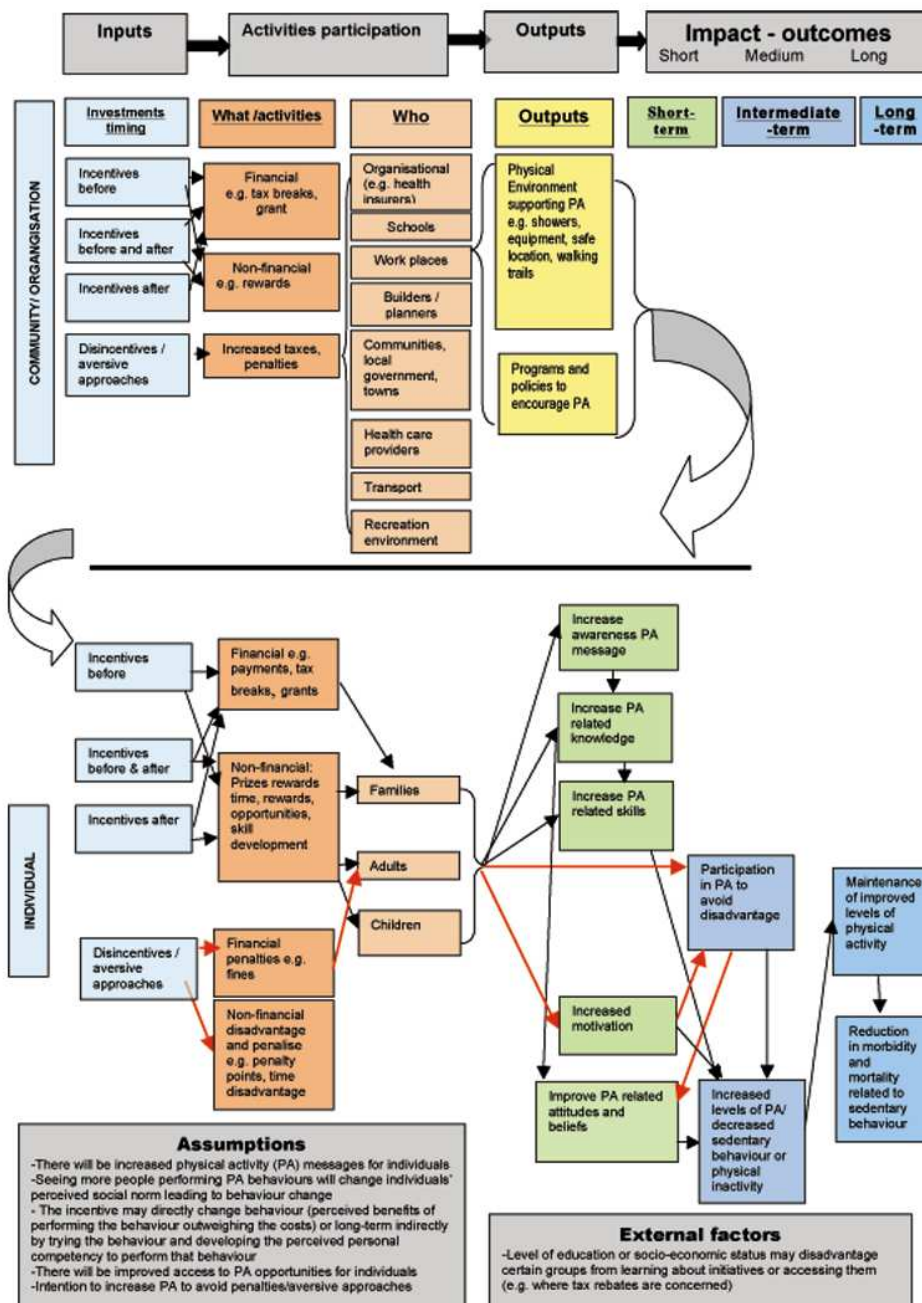 Inputs
Activities participation
Outputs
Impact - outcomes
Short Medium Long
Investments
timing
What /activities
Who
Outputs
Short-
term
Intermediate
-term
Long
-term
COMMUNITY/ ORGANGISATION
Incentives
before
Incentives
before and after
Incentives after
Disincentives /
aversive
approaches
Financial
e.g. tax breaks,
grant
Non-financial
e.g. rewards
Increased taxes,
penalties
Organisational
(e.g. health
insurers)
Schools
Work places
Builders /
planners
Communities,
local
government,
towns
Health care
providers
Transport
Recreation
environment
Physical
Environment
supporting PA
e.g. showers,
equipment, safe
location, walking
trails
Programs and
policies to
encourage PA
INDIVIDUAL
Incentives
before
Incentives
before & after
Incentives after
Disincentives /
aversive
approaches
Financial e.g.
payments, tax
breaks, grants
Non-financial:
Prizes rewards
time, rewards,
opportunities,
skill
development
Financial
penalties e.g.
fines
Non-financial
disadvantage
and penalise
e.g. penalty
points, time
disadvantage
Families
Adults
Children
Increase
awareness PA
message
Increase PA
related
knowledge
Increase PA
related skills
Increased
motivation
Improve PA related
attitudes and
beliefs
Participation
in PA to
avoid
disadvantage
Increased
levels of PA/
decreased
sedentary
behaviour or
physical
inactivity
Maintenance
of improved
levels of
physical
activity
Reduction
in morbidity
and
mortality
related to
sedentary
behaviour
Assumptions
-There will be increased physical activity (PA) messages for individuals
-Seeing more people performing PA behaviours will change individuals'
perceived social norm leading to behaviour change
- The incentive may directly change behaviour (perceived benefits of
performing the behaviour outweighing the costs) or long-term indirectly
by trying the behaviour and developing the perceived personal
competency to perform that behaviour
-There will be improved access to PA opportunities for individuals
-Intention to increase PA to avoid penalties/aversive approaches
External factors
-Level of education or socio-economic status may disadvantage
certain groups from learning about initiatives or accessing them
(e.g. where tax rebates are concerned)